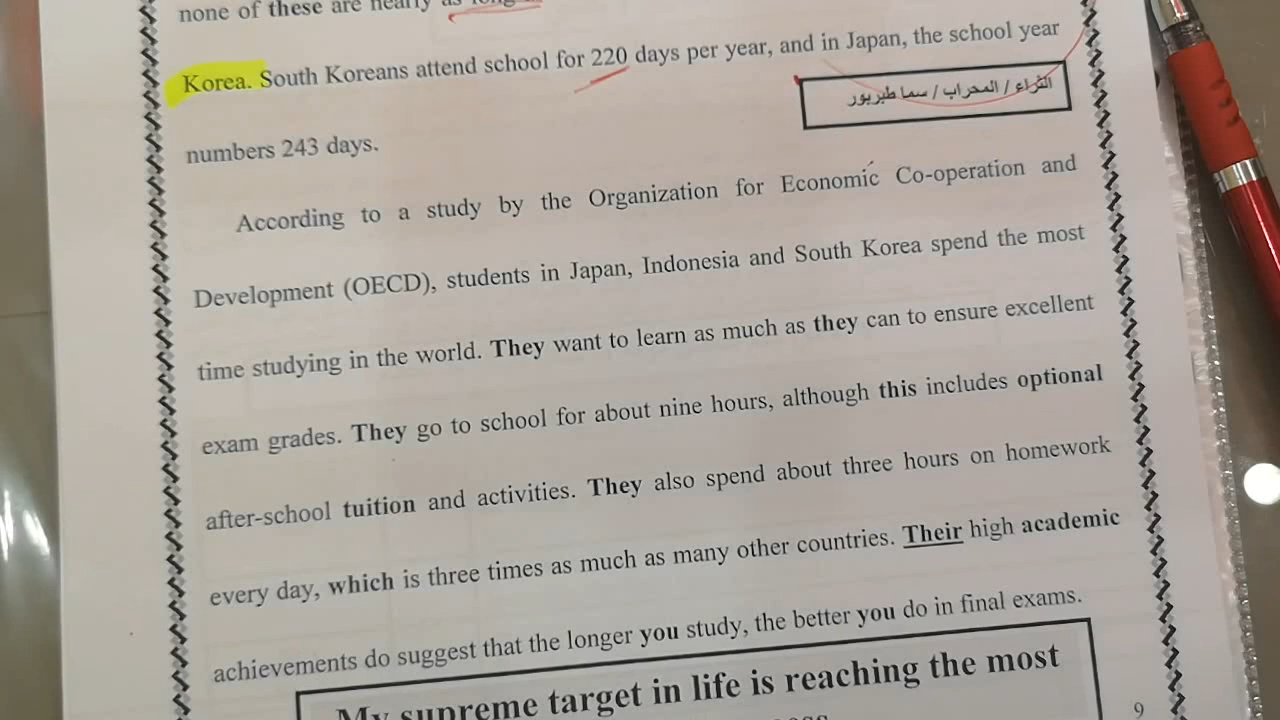 none of these are nearly as long as
Korea. South Koreans attend school for 220 days per year, and in Japan, the school year
الثراء / المحراب / سما طبربور
numbers 243 days.
According to a study by the Organization for Economic Co-operation and
Development (OECD), students in Japan, Indonesia and South Korea spend the most
time studying in the world. They want to learn as much as they can to ensure excellent
exam grades. They go to school for about nine hours, although this includes optional
after-school tuition and activities. They also spend about three hours on homework
every day, which is three times as much as many other countries. Their high academic
achievements do suggest that the longer you study, the better you do in final exams.
My supreme target in life is reaching the most
9